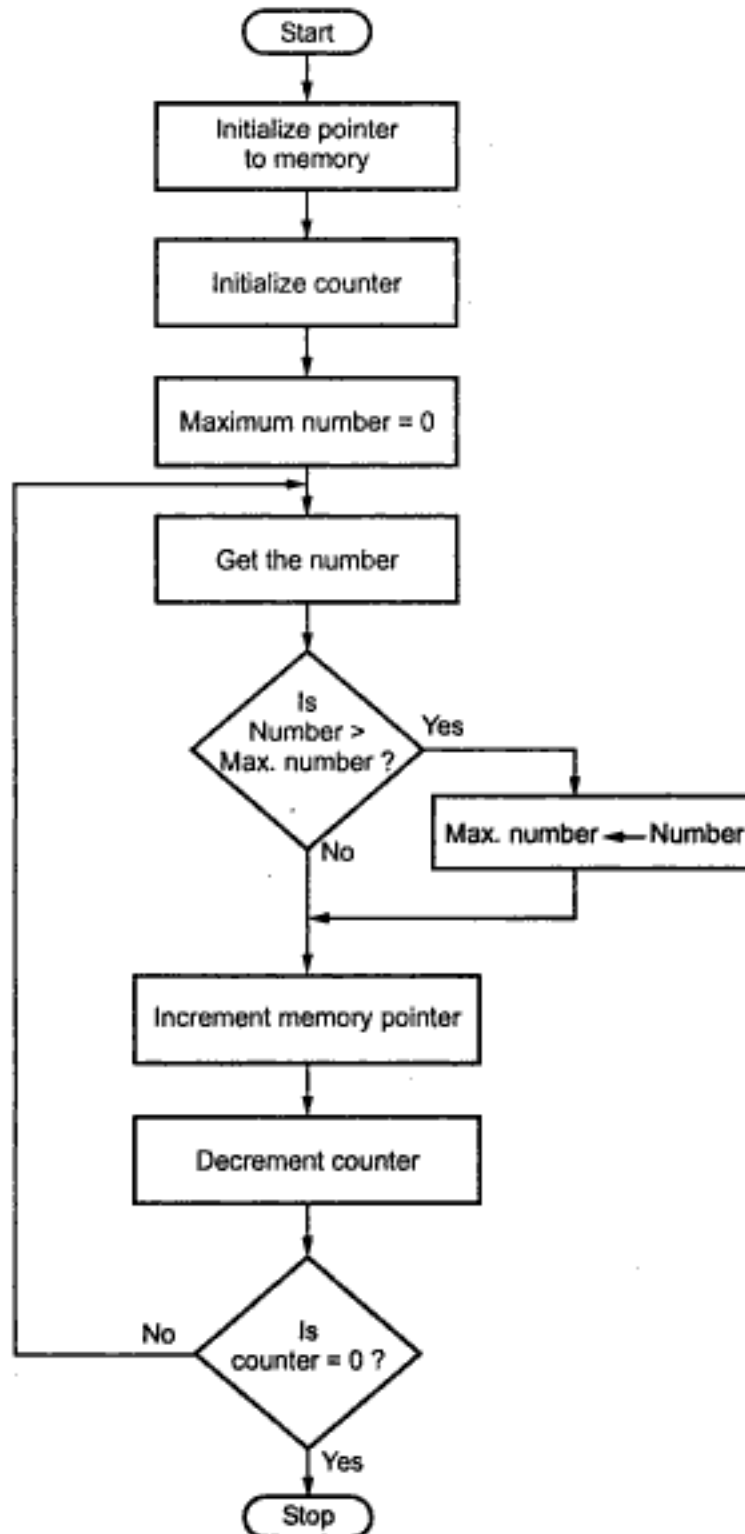 Start
Initialize pointer
to memory
Initialize counter
Maximum number = 0
Get the number
Is
Number >
Max. number ?
Yes
Max. number ← Number
No
Increment memory pointer
Decrement counter
No
Is
counter = 0 ?
Yes
Stop